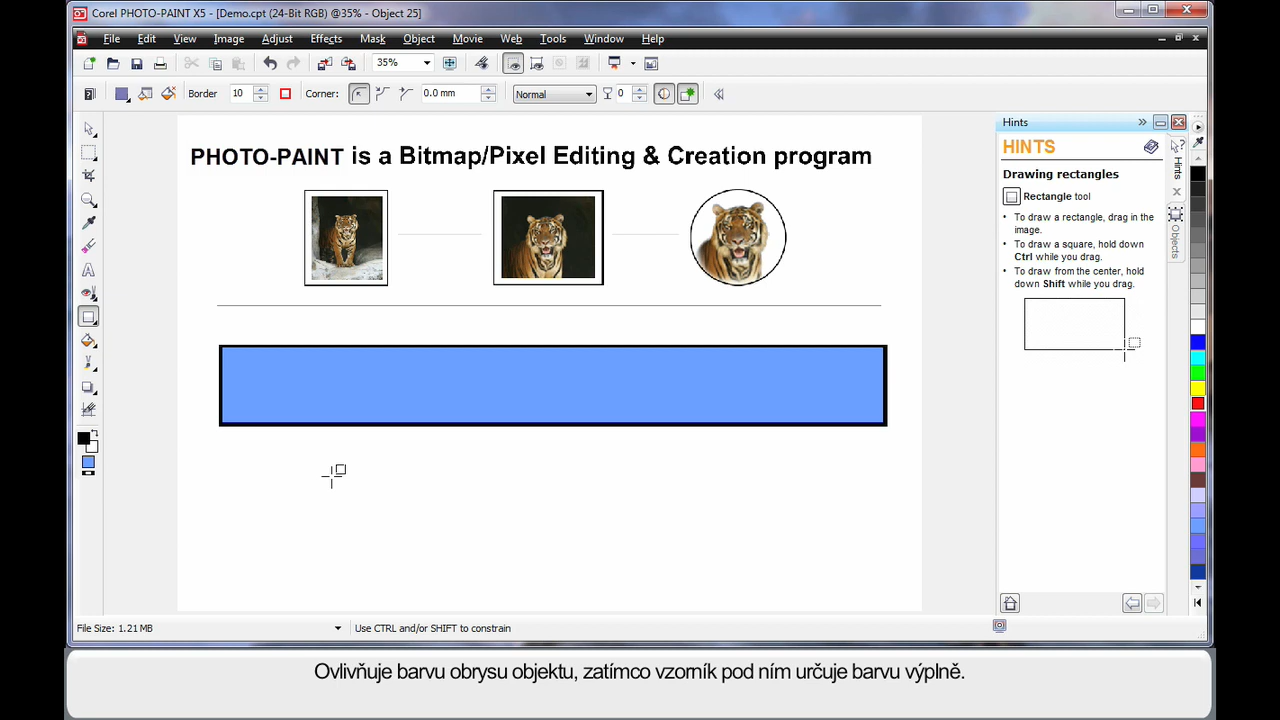 Corel PHOTO-PAINT X5 - [Demo.cpt (24-Bit RGB) @35% - Object 25]
File Edit View Image Adjust Effects Mask Object Movie Web Tools Window Help
35%
Border 10 Corner: 0.0 mm Normal 0
Hints
HINTS
Drawing rectangles
Rectangle tool
• To draw a rectangle, drag in the
image.
• To draw a square, hold down
Ctrl while you drag.
• To draw from the center, hold
down Shift while you drag.
Hints
Objects
PHOTO-PAINT is a Bitmap/Pixel Editing & Creation program
File Size: 1.21 MB Use CTRL and/or SHIFT to constrain
Ovlivňuje barvu obrysu objektu, zatímco vzorník pod ním určuje barvu výplně.